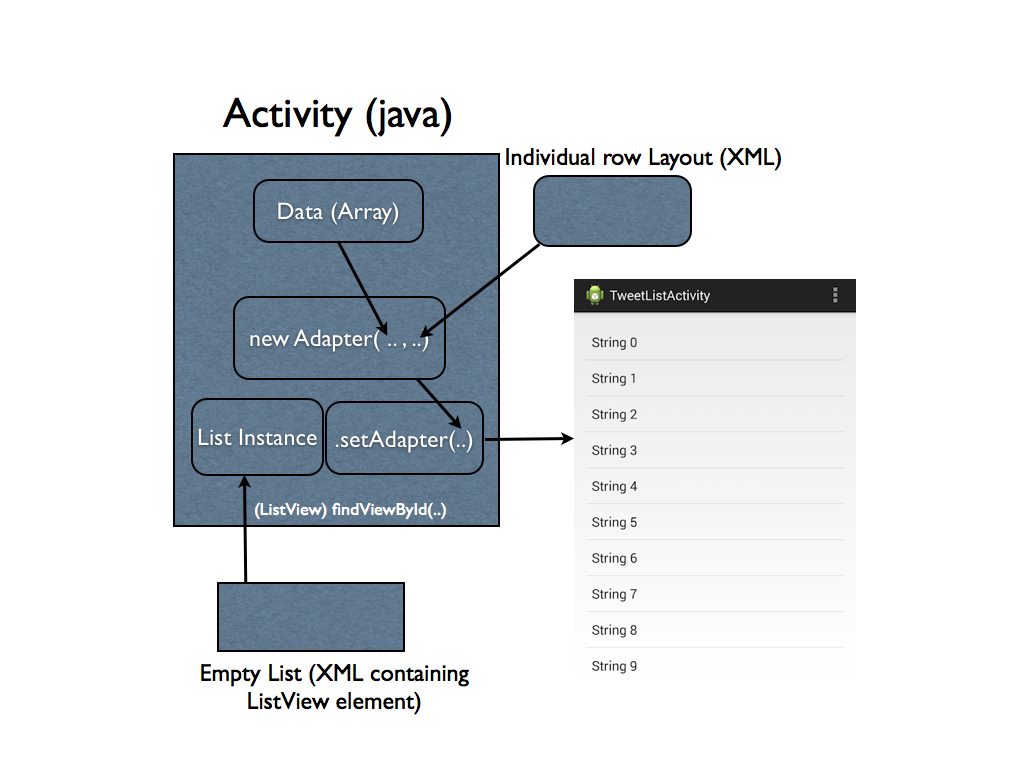 Activity (java)
Individual row Layout (XML)
Data (Array)
new Adapter( .. , ..)
List Instance
.setAdapter(..)
(ListView) findViewById(..)
Empty List (XML containing
ListView element)
TweetListActivity
String 0
String 1
String 2
String 3
String 4
String 5
String 6
String 7
String 8
String 9